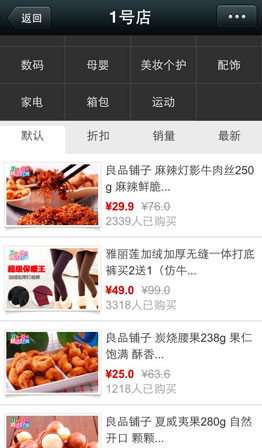 返回
1号店
数码
母婴
美妆个护
配饰
家电
箱包
运动
默认
折扣
销量
最新
良品铺子 麻辣灯影牛肉丝250
g 麻辣鲜脆...
¥29.9 ¥76.0
2339人已购买
雅丽莲加绒加厚无缝一体打底
裤买2送1（仿牛...
¥49.0 ¥99.0
3318人已购买
超级保暖王
良品铺子 炭烧腰果238g 果仁
饱满 酥香...
¥25.0 ¥63.6
1218人已购买
良品铺子 夏威夷果280g 自然
开口 颗颗...